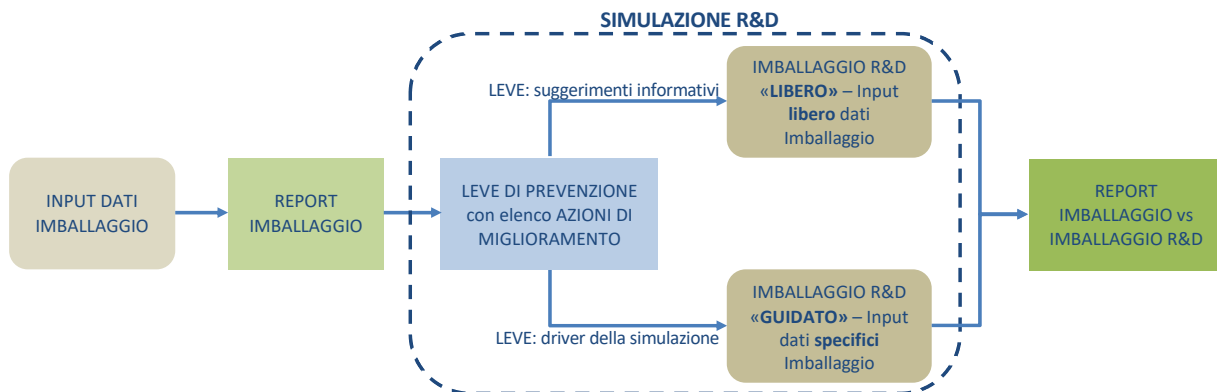 SIMULAZIONE R&D
LEVE: suggerimenti informativi
IMBALLAGGIO R&D
«LIBERO» – Input
libero dati
Imballaggio
INPUT DATI
IMBALLAGGIO
REPORT
IMBALLAGGIO
LEVE DI PREVENZIONE
con elenco AZIONI DI
MIGLIORAMENTO
REPORT
IMBALLAGGIO vs
IMBALLAGGIO R&D
LEVE: driver della simulazione
IMBALLAGGIO R&D
«GUIDATO» – Input
dati specifici
Imballaggio